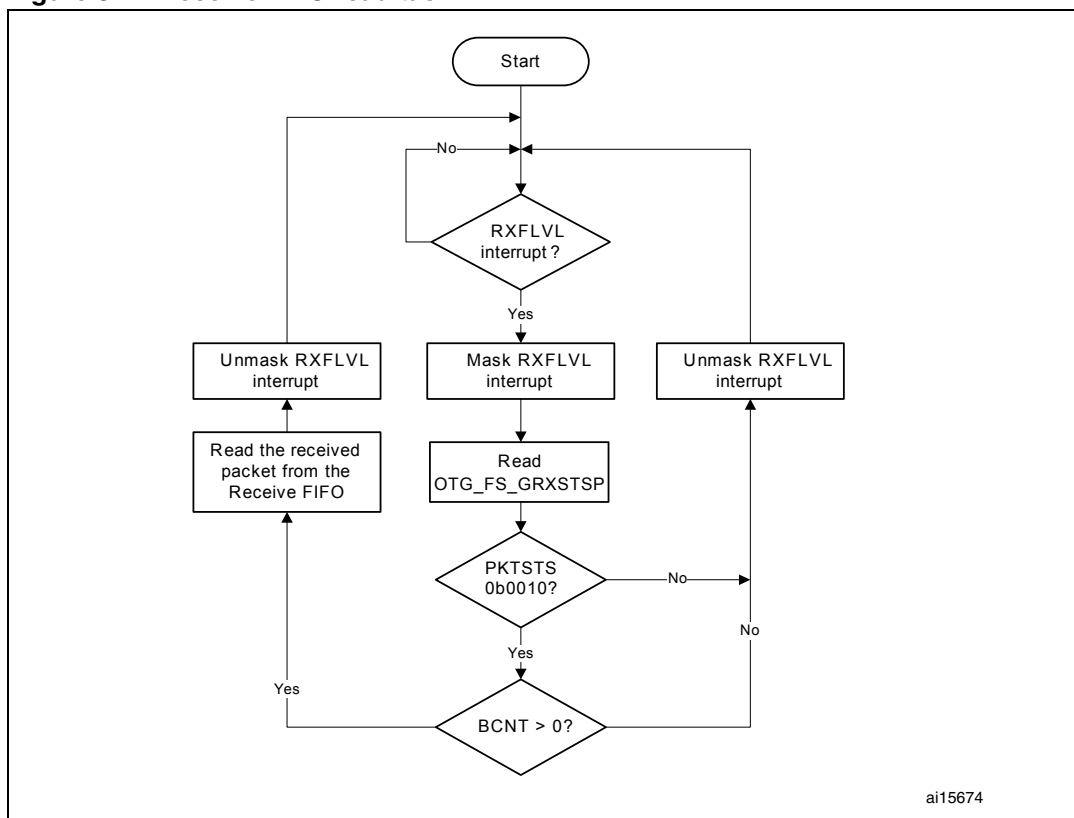 Start
No
RXFLVL
interrupt ?
Yes
Unmask RXFLVL
interrupt
Mask RXFLVL
interrupt
Unmask RXFLVL
interrupt
Read the received
packet from the
Receive FIFO
Read
OTG_FS_GRXSTSP
PKTSTS
0b0010?
No
No
Yes
Yes
BCNT > 0?
ai15674